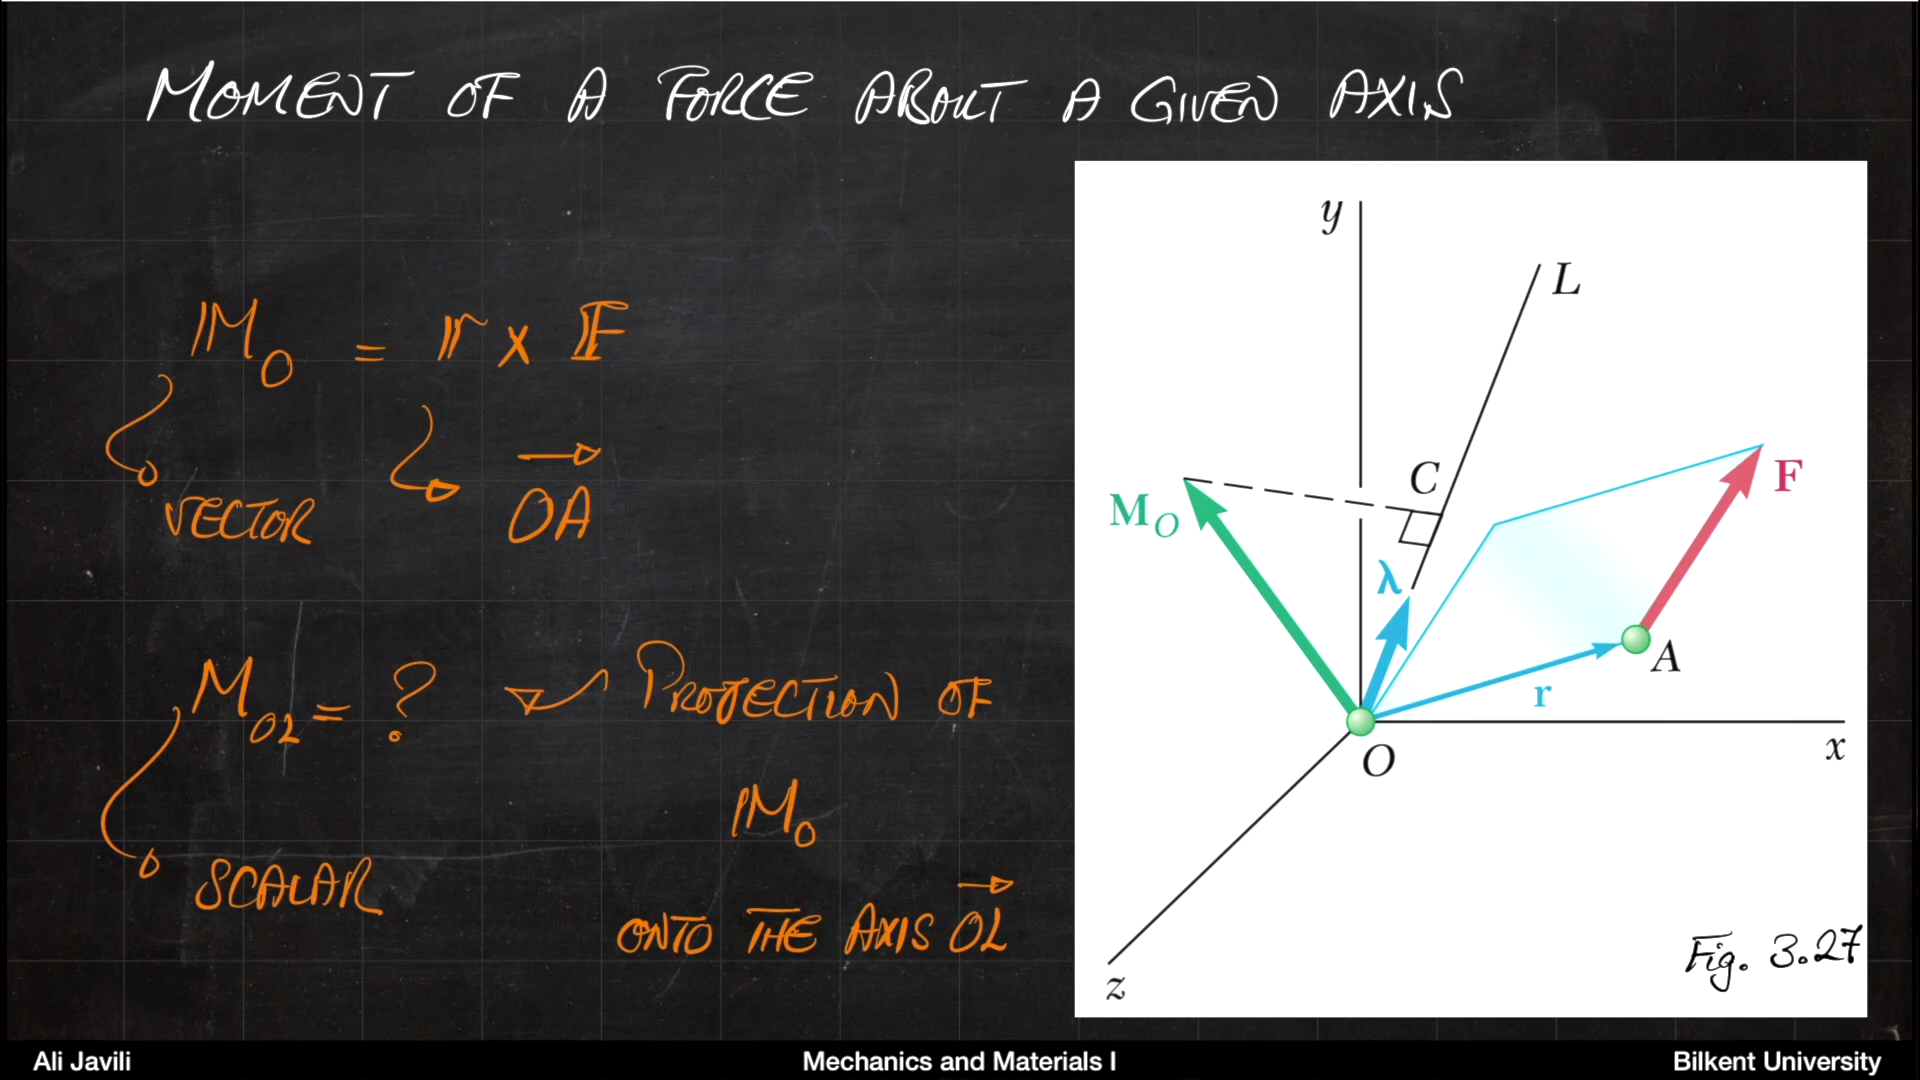 MOMENT OF A FORCE ABOUT A GIVEN AXIS
M_O = r × F
VECTOR
OA
M_OL = ?
PROJECTION OF
M_O
SCALAR
ONTO THE AXIS OL
y
L
C
F
M_O
λ
A
r
O
x
z
Fig. 3.27
Ali Javili
Mechanics and Materials I
Bilkent University